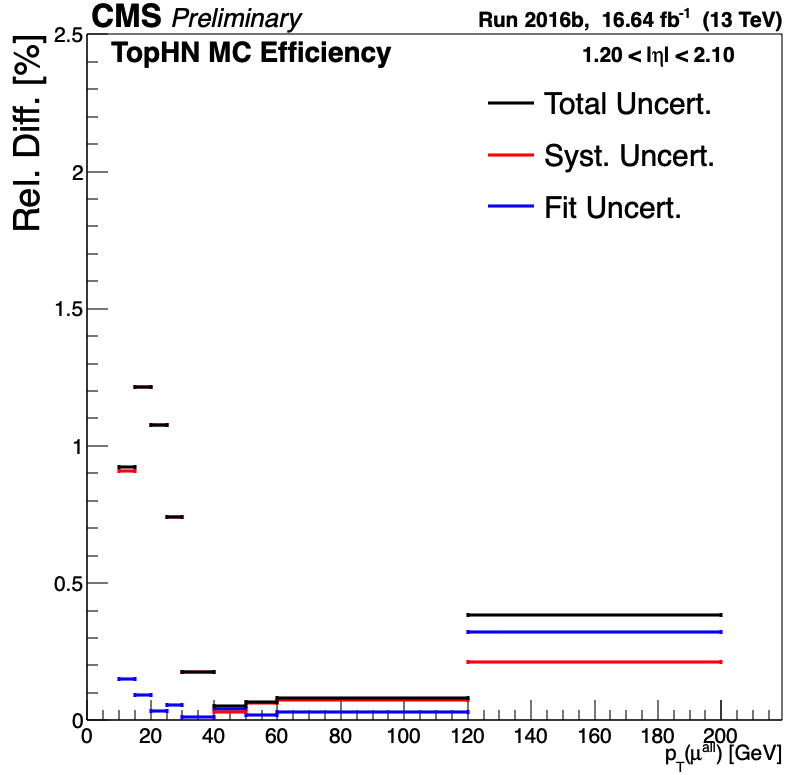 CMS Preliminary
Run 2016b, 16.64 fb⁻¹ (13 TeV)
TopHN MC Efficiency
1.20 < |η| < 2.10
Total Uncert.
Syst. Uncert.
Fit Uncert.
Rel. Diff. [%]
2.5
2
1.5
1
0.5
0
0 20 40 60 80 100 120 140 160 180 200
p_T(μ^all) [GeV]